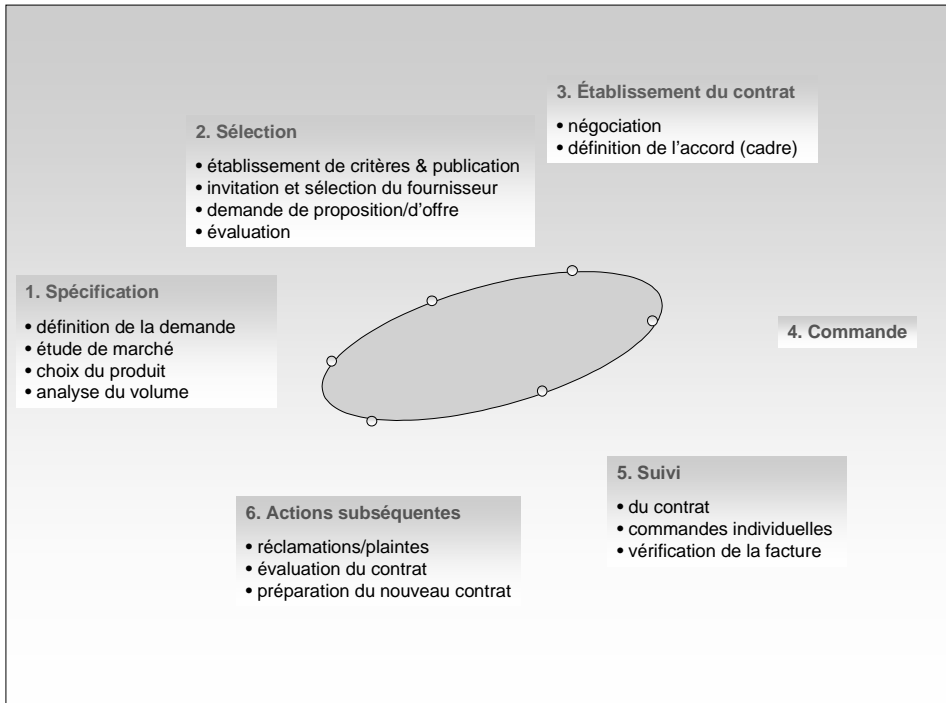 1. Spécification
• définition de la demande
• étude de marché
• choix du produit
• analyse du volume
2. Sélection
• établissement de critères & publication
• invitation et sélection du fournisseur
• demande de proposition/d'offre
• évaluation
3. Établissement du contrat
• négociation
• définition de l'accord (cadre)
4. Commande
5. Suivi
• du contrat
• commandes individuelles
• vérification de la facture
6. Actions subséquentes
• réclamations/plaintes
• évaluation du contrat
• préparation du nouveau contrat